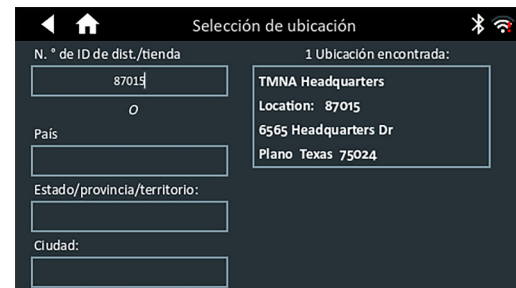 Selección de ubicación
N. ° de ID de dist./tienda
87015
O
País
Estado/provincia/territorio:
Ciudad:
1 Ubicación encontrada:
TMNA Headquarters
Location: 87015
6565 Headquarters Dr
Plano Texas 75024